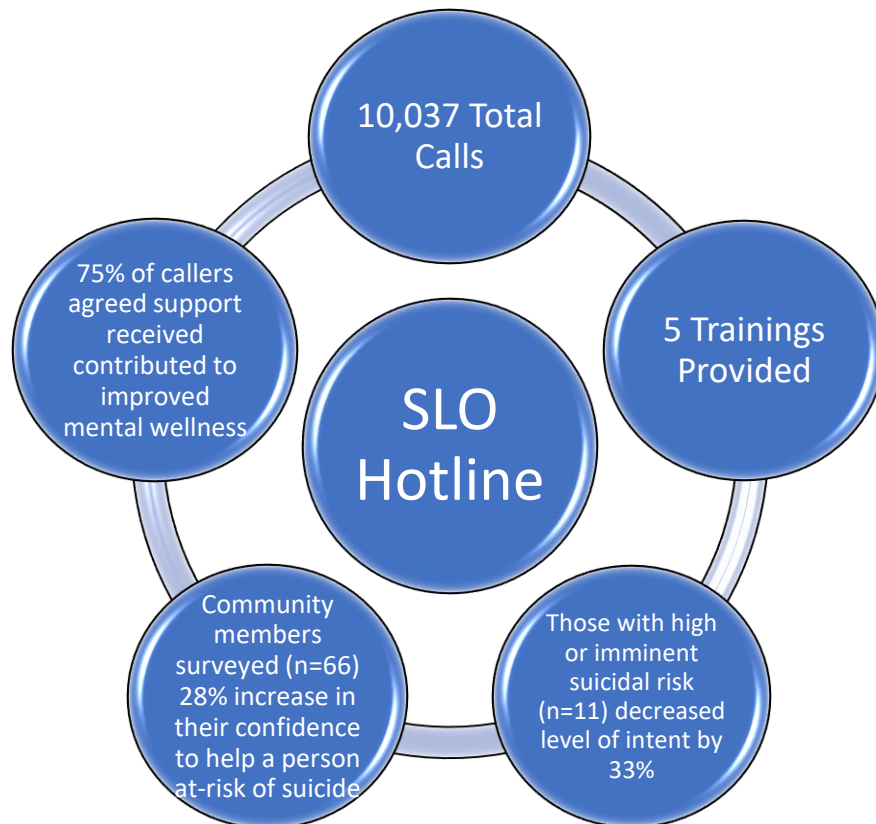 10,037 Total
Calls
5 Trainings
Provided
Those with high
or imminent
suicidal risk
(n=11) decreased
level of intent by
33%
Community
members
surveyed (n=66)
28% increase in
their confidence
to help a person
at-risk of suicide
75% of callers
agreed support
received
contributed to
improved
mental wellness
SLO
Hotline